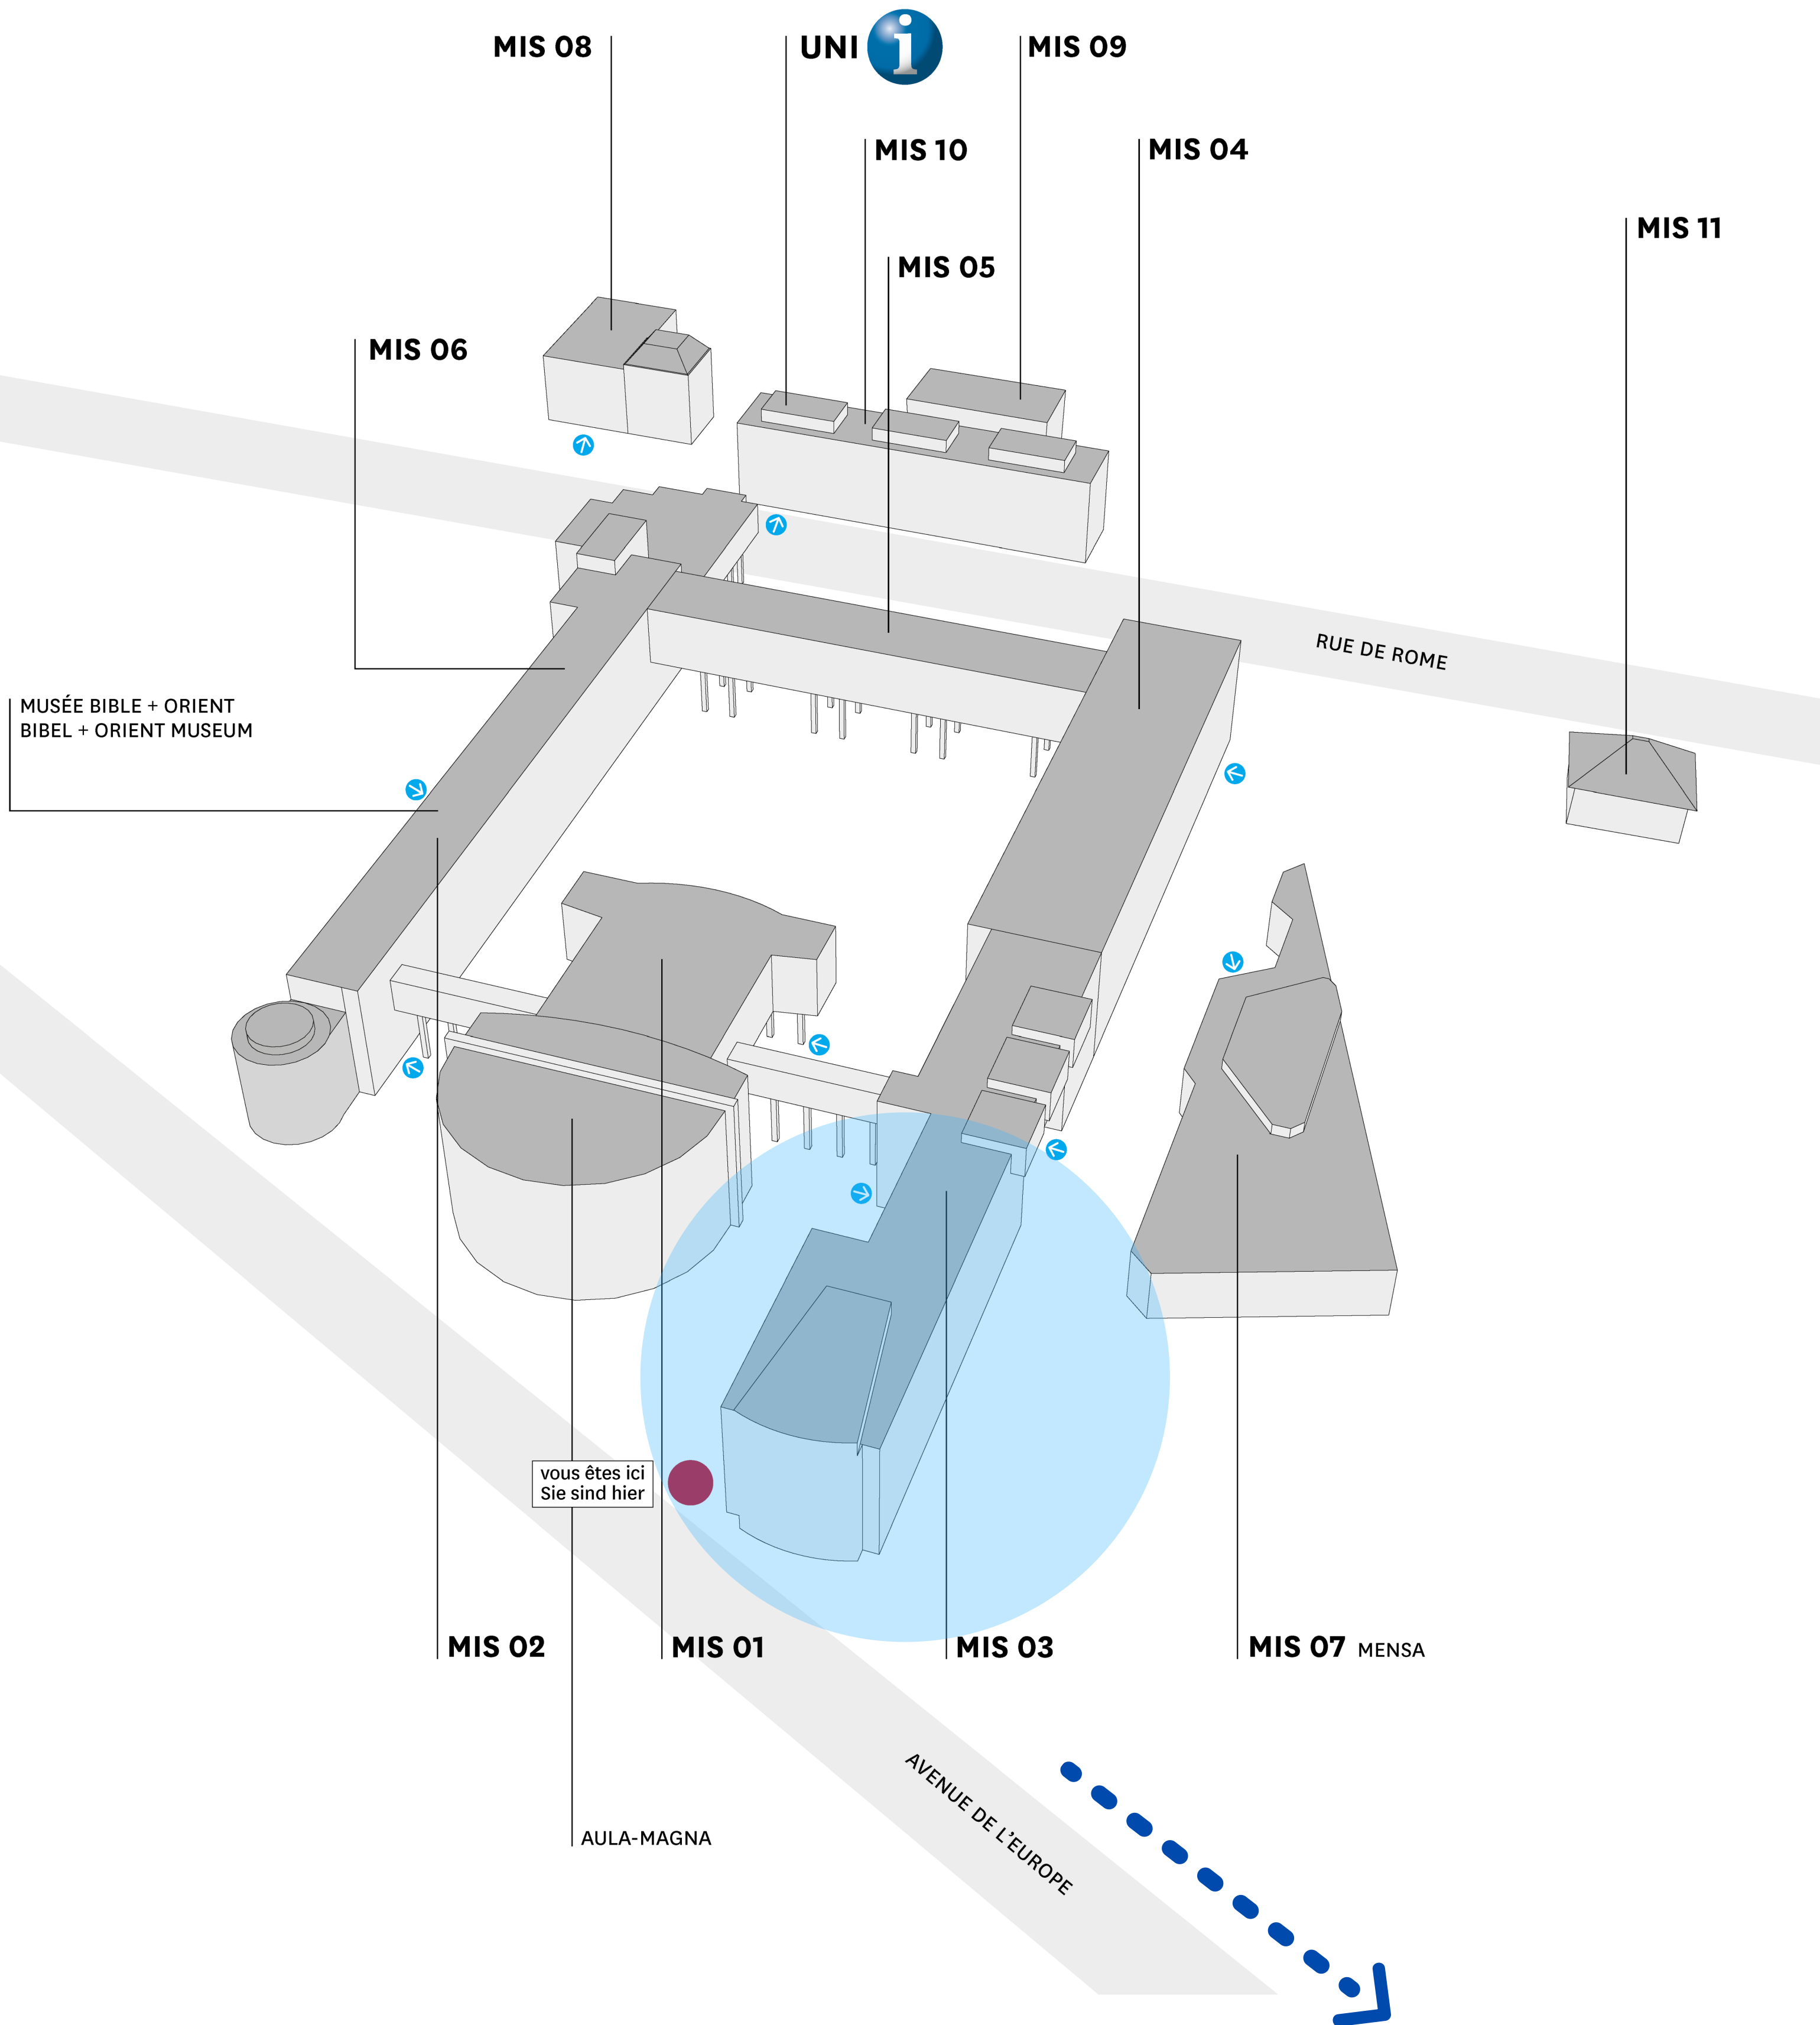 MIS 08
UNI i
MIS 09
MIS 10
MIS 04
MIS 11
MIS 05
MIS 06
RUE DE ROME
MUSÉE BIBLE + ORIENT
BIBEL + ORIENT MUSEUM
vous êtes ici
Sie sind hier
MIS 02
MIS 01
MIS 03
MIS 07 MENSA
AVENUE DE L'EUROPE
AULA-MAGNA